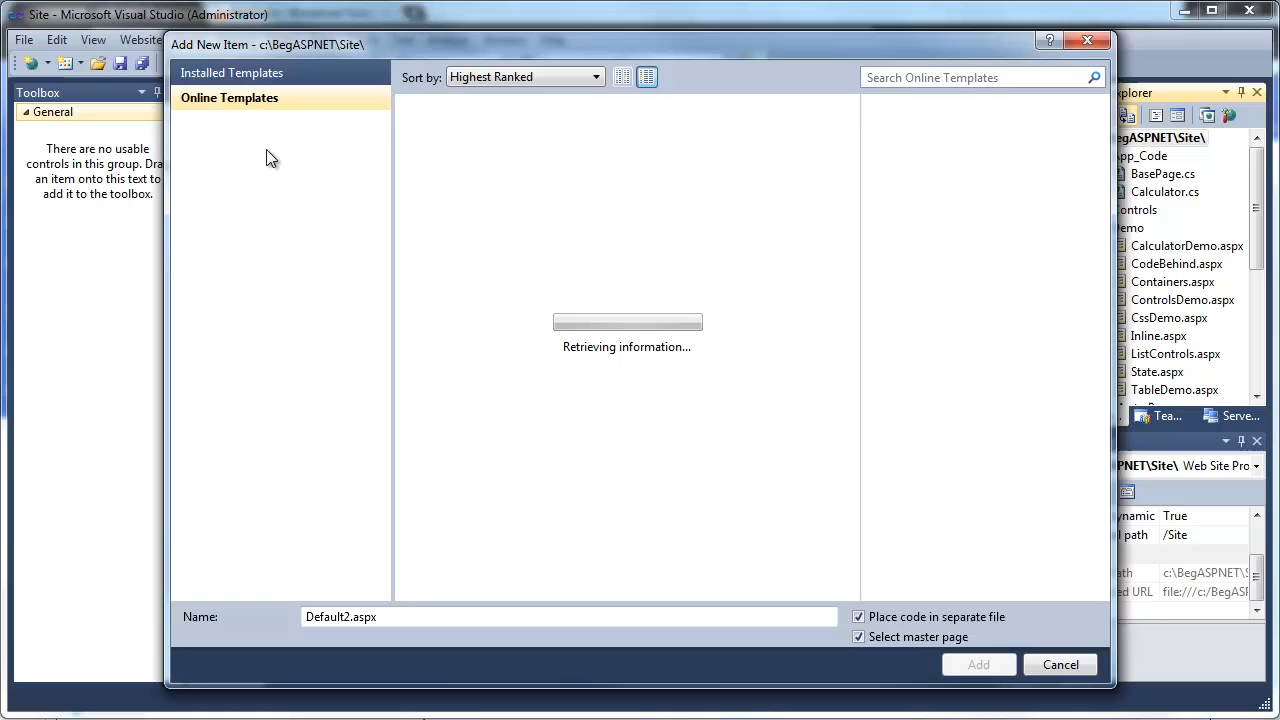 Site - Microsoft Visual Studio (Administrator)
File Edit View Website
Toolbox
General
There are no usable
controls in this group. Dra
an item onto this text to
add it to the toolbox.
Add New Item - c:\BegASPNET\Site\
Installed Templates
Online Templates
Sort by: Highest Ranked
Search Online Templates
Retrieving information...
Name: Default2.aspx
Place code in separate file
Select master page
Add Cancel
xplorer
egASPNET\Site\
pp_Code
BasePage.cs
Calculator.cs
ontrols
emo
CalculatorDemo.aspx
CodeBehind.aspx
Containers.aspx
ControlsDemo.aspx
CssDemo.aspx
Inline.aspx
ListControls.aspx
State.aspx
TableDemo.aspx
Tea... Serve...
PNET\Site\ Web Site Pro
ynamic True
l path /Site
ath c:\BegASPNET\S
ed URL file:///c:/BegAS